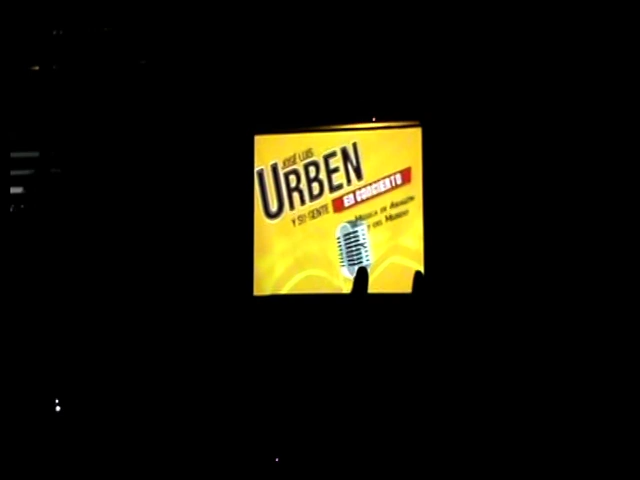 JOSÉ LUIS
URBEN
Y SU GENTE
EN CONCIERTO
MÚSICA DE ARAGÓN
Y DEL MUNDO